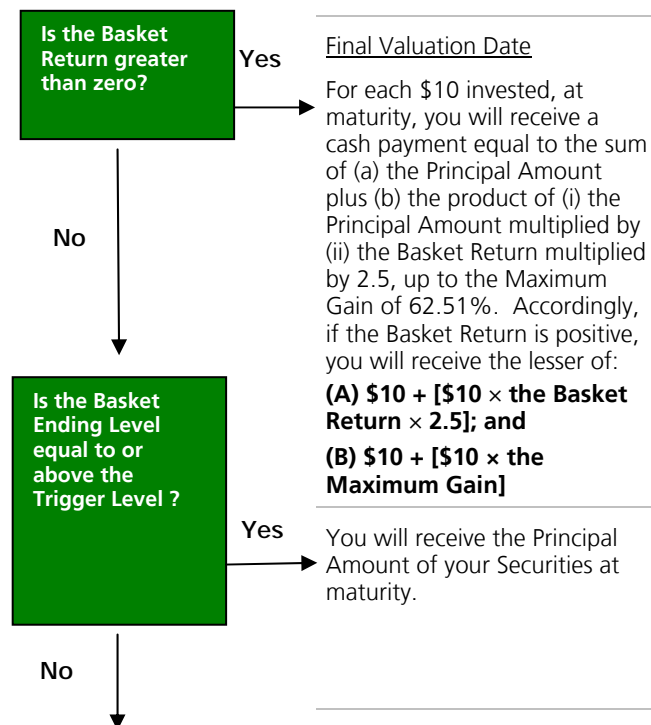 Is the Basket
Return greater
than zero?
Yes
Final Valuation Date
For each $10 invested, at
maturity, you will receive a
cash payment equal to the sum
of (a) the Principal Amount
plus (b) the product of (i) the
Principal Amount multiplied by
(ii) the Basket Return multiplied
by 2.5, up to the Maximum
Gain of 62.51%.  Accordingly,
if the Basket Return is positive,
you will receive the lesser of:
(A) $10 + [$10 × the Basket
Return × 2.5]; and
(B) $10 + [$10 × the
Maximum Gain]
No
Is the Basket
Ending Level
equal to or
above the
Trigger Level ?
Yes
You will receive the Principal
Amount of your Securities at
maturity.
No